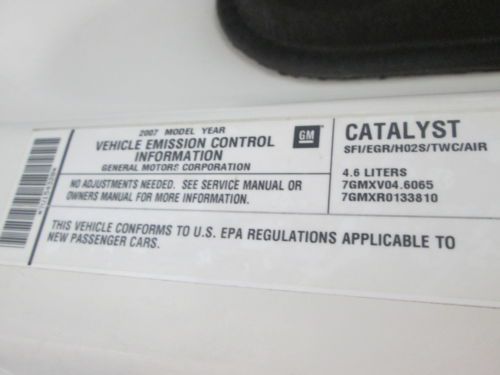 2007 MODEL YEAR
VEHICLE EMISSION CONTROL
INFORMATION
GENERAL MOTORS CORPORATION
GM
CATALYST
SFI/EGR/HO2S/TWC/AIR
NO ADJUSTMENTS NEEDED. SEE SERVICE MANUAL OR
OWNERS MANUAL FOR MORE INFORMATION.
4.6 LITERS
7GMXV04.6065
7GMXR0133810
THIS VEHICLE CONFORMS TO U.S. EPA REGULATIONS APPLICABLE TO
NEW PASSENGER CARS.